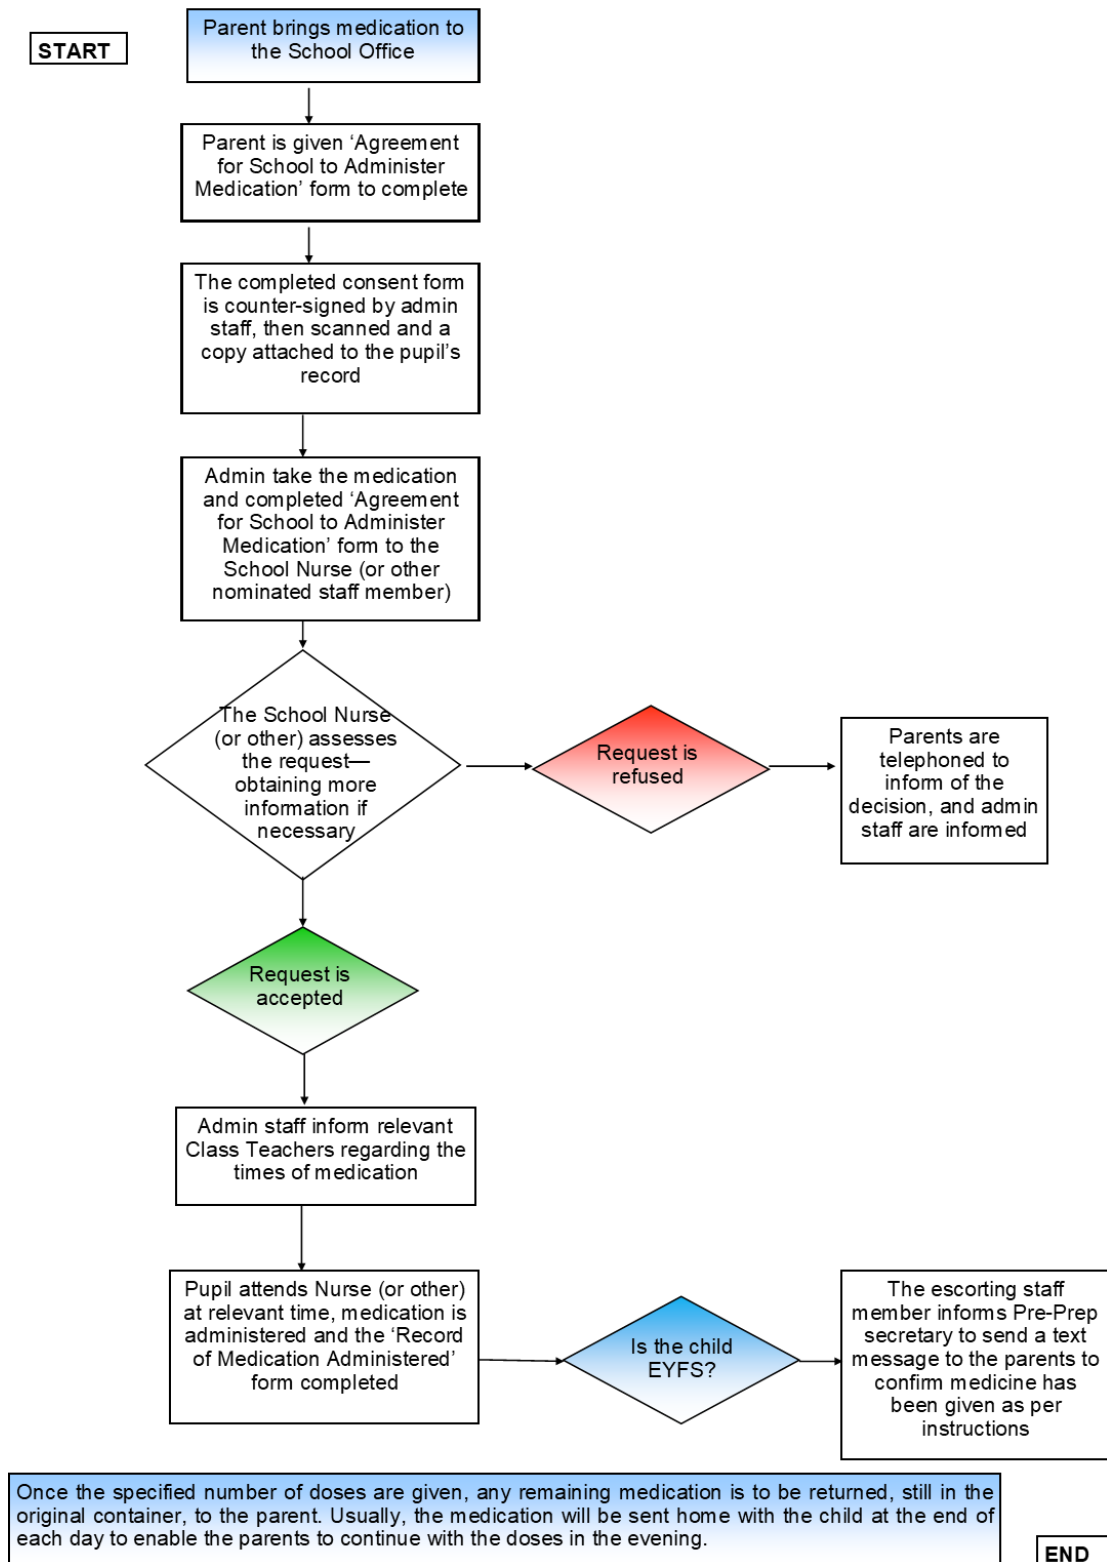 START
Parent brings medication to
the School Office
Parent is given ‘Agreement
for School to Administer
Medication’ form to complete
The completed consent form
is counter-signed by admin
staff, then scanned and a
copy attached to the pupil’s
record
Admin take the medication
and completed ‘Agreement
for School to Administer
Medication’ form to the
School Nurse (or other
nominated staff member)
The School Nurse
(or other) assesses
the request—
obtaining more
information if
necessary
Request is
refused
Parents are
telephoned to
inform of the
decision, and admin
staff are informed
Request is
accepted
Admin staff inform relevant
Class Teachers regarding the
times of medication
Pupil attends Nurse (or other)
at relevant time, medication is
administered and the ‘Record
of Medication Administered’
form completed
Is the child
EYFS?
The escorting staff
member informs Pre-Prep
secretary to send a text
message to the parents to
confirm medicine has
been given as per
instructions
Once the specified number of doses are given, any remaining medication is to be returned, still in the
original container, to the parent. Usually, the medication will be sent home with the child at the end of
each day to enable the parents to continue with the doses in the evening.
END